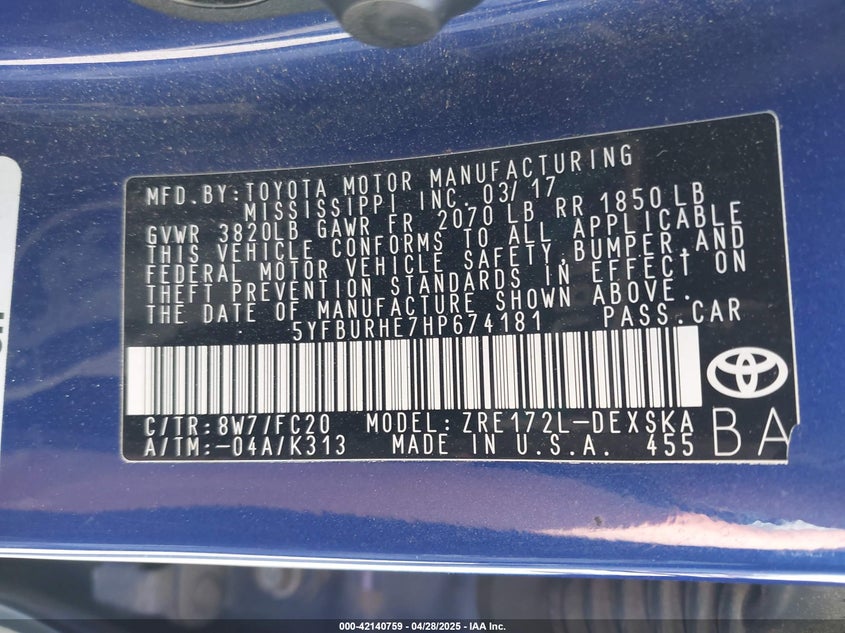 MFD. BY: TOYOTA MOTOR MANUFACTURING
MISSISSIPPI INC. 03/17
GVWR 3820LB GAWR FR 2070 LB RR 1850 LB
THIS VEHICLE CONFORMS TO ALL APPLICABLE
FEDERAL MOTOR VEHICLE SAFETY, BUMPER, AND
THEFT PREVENTION STANDARDS IN EFFECT ON
THE DATE OF MANUFACTURE SHOWN ABOVE.
5YFBURHE7HP674181 PASS. CAR
C/TR: 8W7/FC20 MODEL: ZRE172L-DEXSKA
A/TM: -04A/K313 MADE IN U.S.A. 455
BA
000-42140759 | 04/28/2025 - IAA Inc.